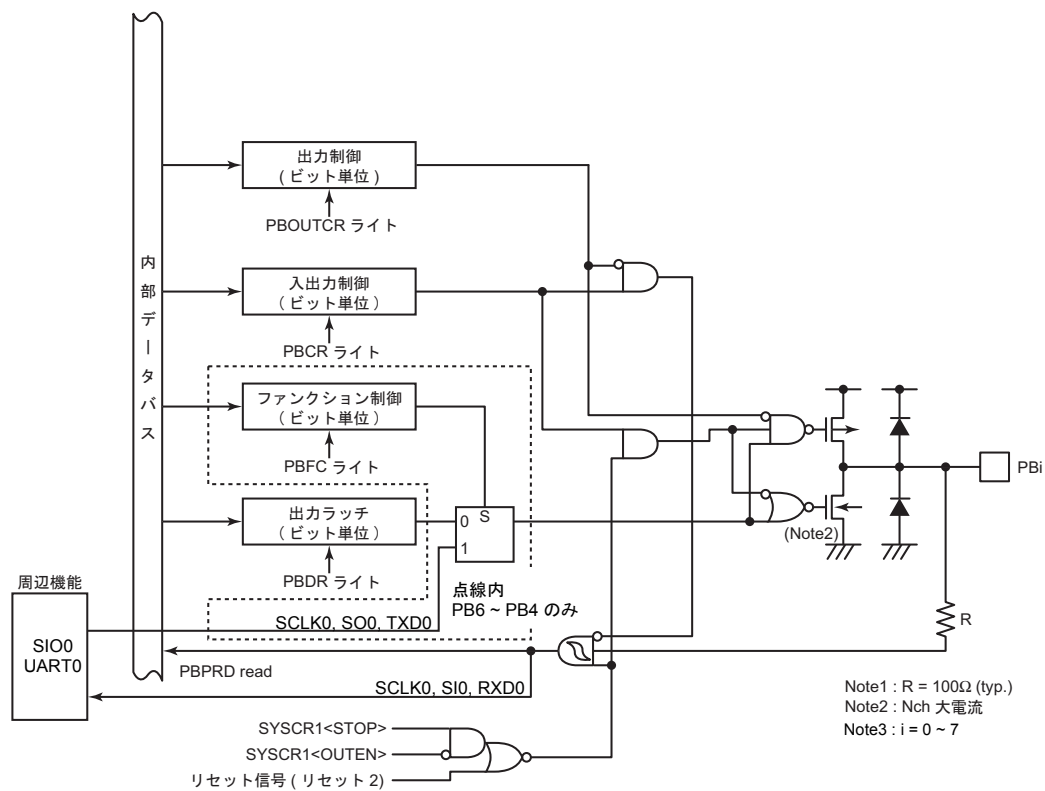 出力制御
( ビット単位 )
PBOUTCR ライト
内部データバス
入出力制御
( ビット単位 )
PBCR ライト
ファンクション制御
( ビット単位 )
PBFC ライト
出力ラッチ
( ビット単位 )
PBDR ライト
0
S
1
点線内
PB6 ~ PB4 のみ
(Note2)
PBi
R
周辺機能
SIO0
UART0
SCLK0, SO0, TXD0
PBPRD read
SCLK0, SI0, RXD0
SYSCR1<STOP>
SYSCR1<OUTEN>
リセット信号 ( リセット 2)
Note1 : R = 100Ω (typ.)
Note2 : Nch 大電流
Note3 : i = 0 ~ 7